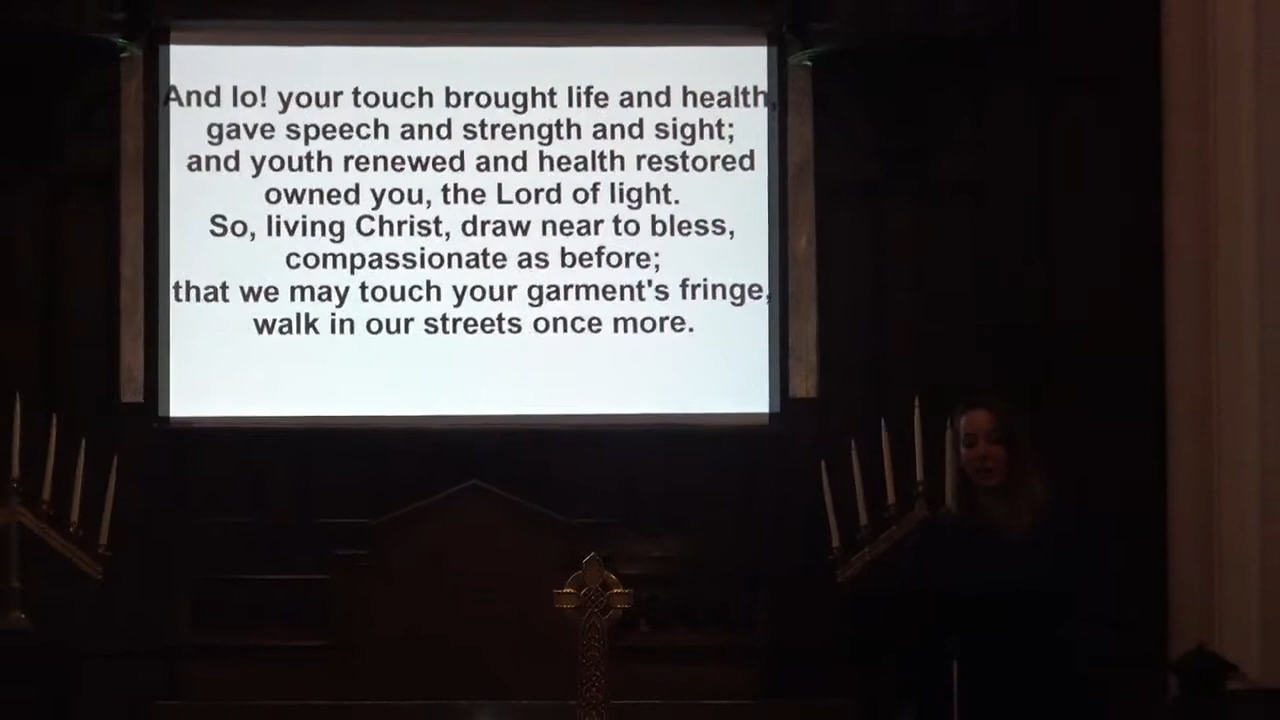 And lo! your touch brought life and health,
gave speech and strength and sight;
and youth renewed and health restored
owned you, the Lord of light.
So, living Christ, draw near to bless,
compassionate as before;
that we may touch your garment's fringe,
walk in our streets once more.